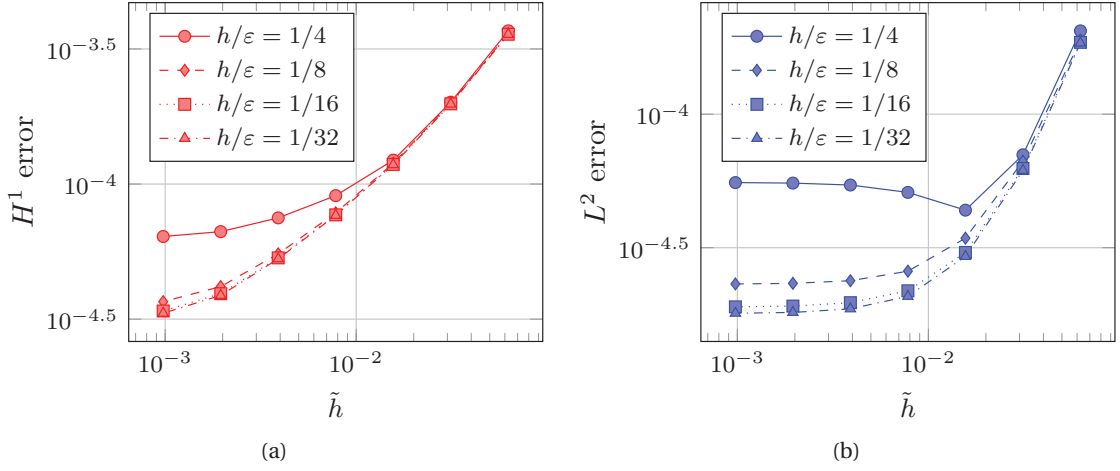 h/ε = 1/4
h/ε = 1/8
h/ε = 1/16
h/ε = 1/32
10^{-3.5}
10^{-4}
10^{-4.5}
H^1 error
10^{-3}
10^{-2}
h̃
(a)
h/ε = 1/4
h/ε = 1/8
h/ε = 1/16
h/ε = 1/32
10^{-4}
10^{-4.5}
L^2 error
10^{-3}
10^{-2}
h̃
(b)